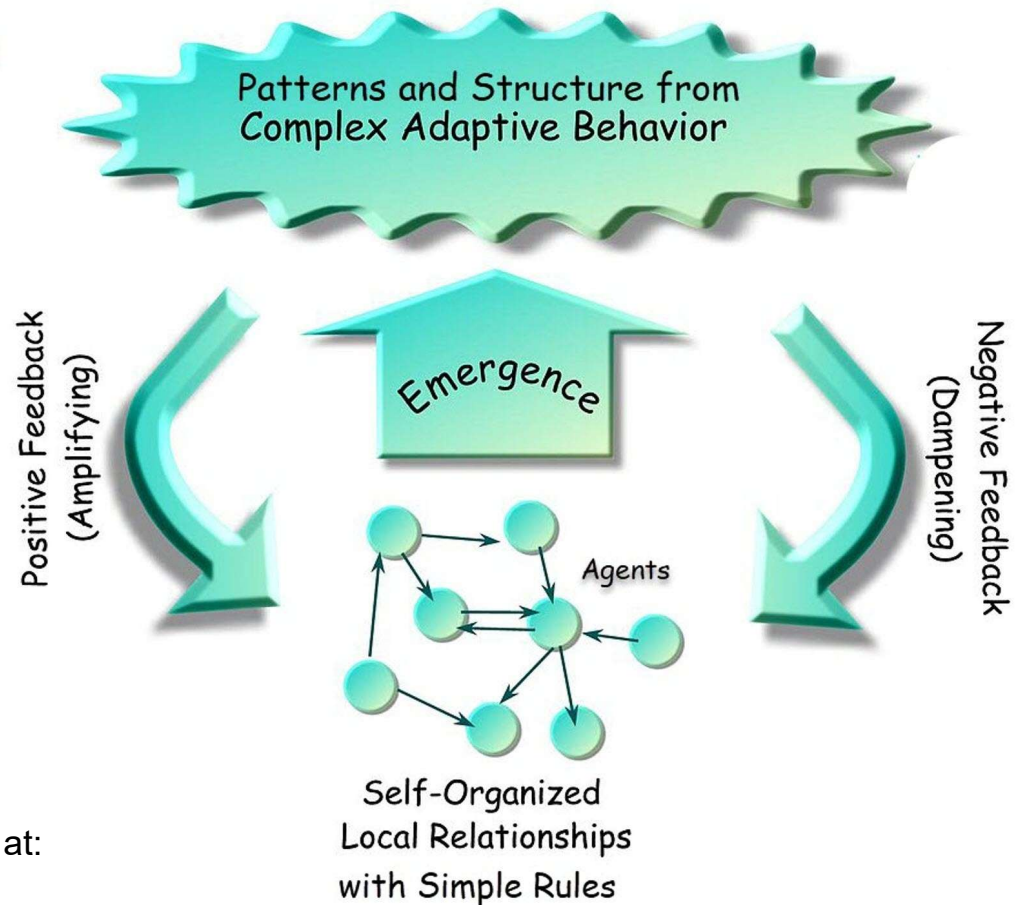 Patterns and Structure from
Complex Adaptive Behavior
Positive Feedback
(Amplifying)
Emergence
Negative Feedback
(Dampening)
Agents
Self-Organized
Local Relationships
with Simple Rules
at: